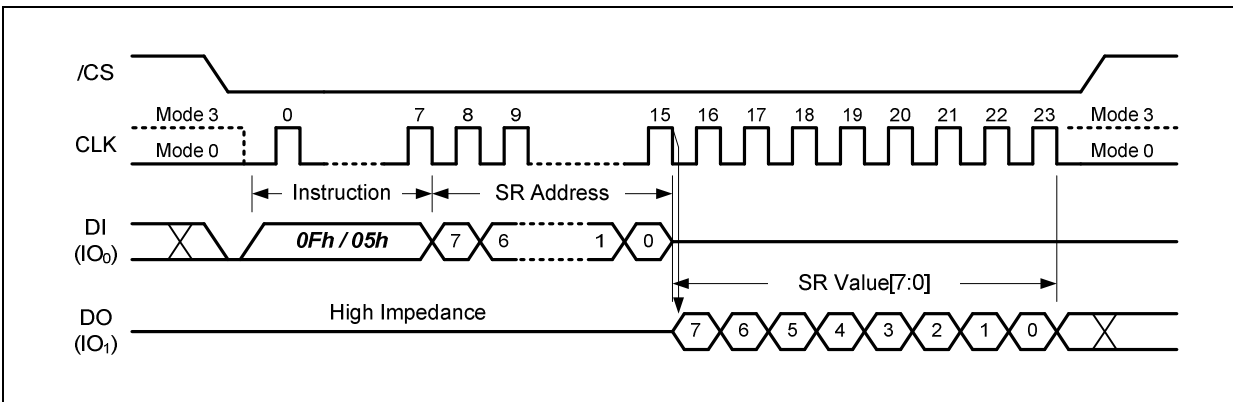 /CS
Mode 3 0 7 8 9 15 16 17 18 19 20 21 22 23 Mode 3
CLK
Mode 0 Mode 0
Instruction SR Address
DI
(IO₀)
0Fh / 05h 7 6 1 0
SR Value[7:0]
High Impedance
DO
(IO₁)
7 6 5 4 3 2 1 0